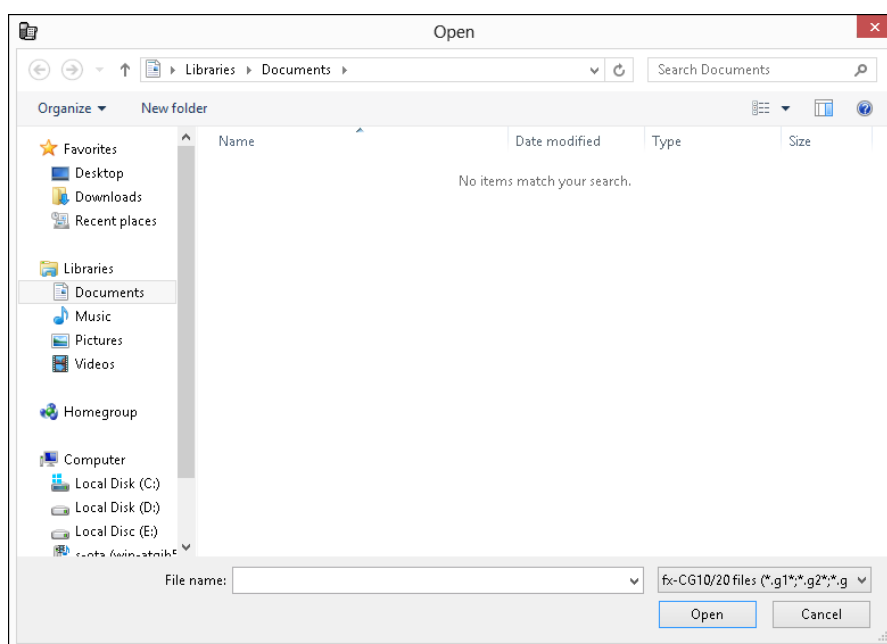 Open
Libraries Documents Search Documents
Organize New folder
Favorites
Desktop
Downloads
Recent places
Libraries
Documents
Music
Pictures
Videos
Homegroup
Computer
Local Disk (C:)
Local Disk (D:)
Local Disc (E:)
Name Date modified Type Size
No items match your search.
File name: fx-CG10/20 files (*.g1*;*.g2*;*.g
Open Cancel